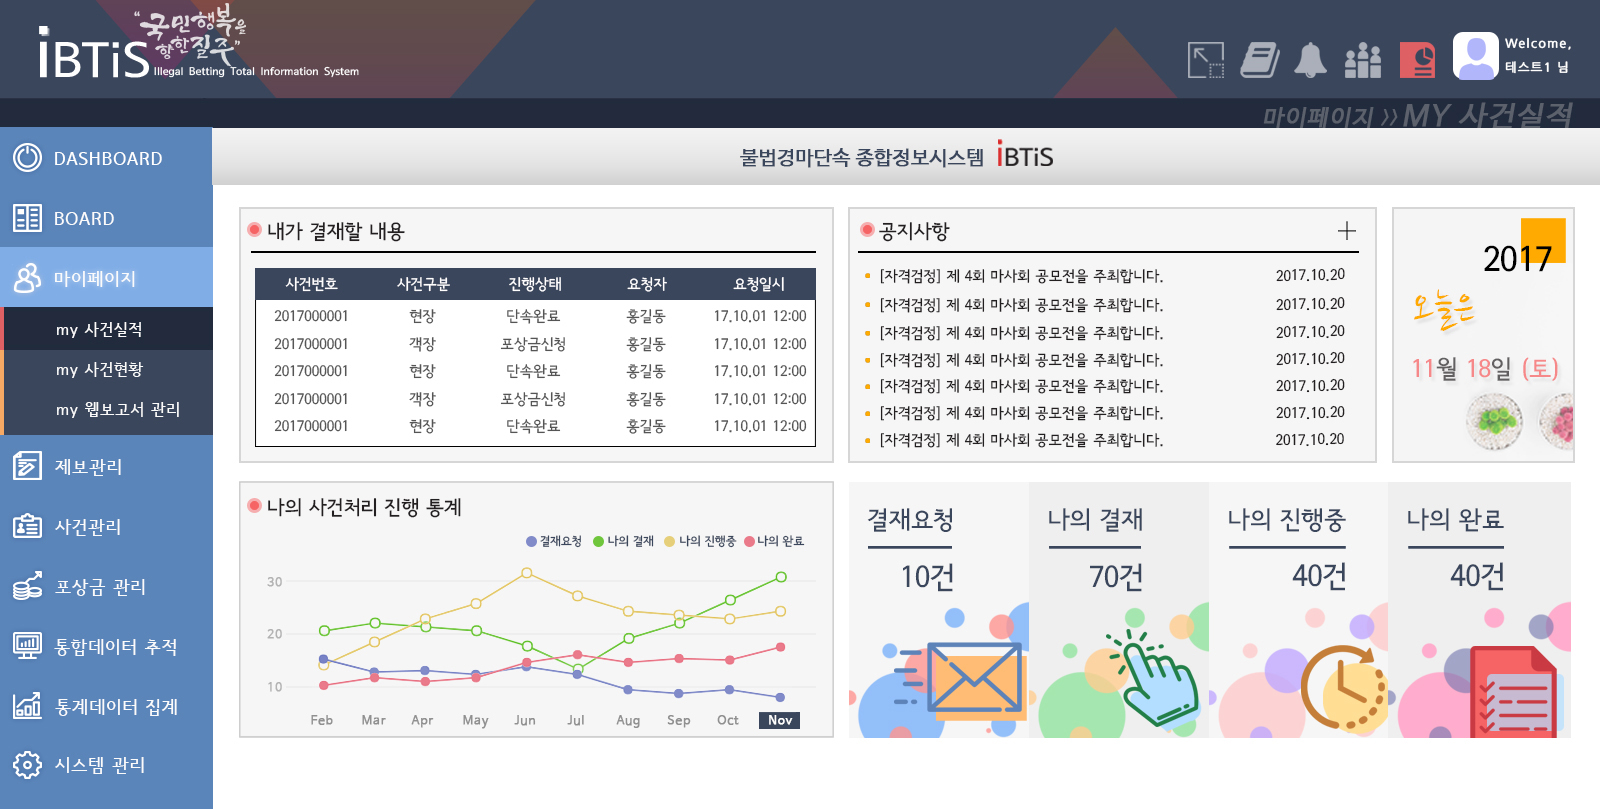 "국민행복을
향한질주"
iBTiS Illegal Betting Total Information System
Welcome,
테스트1 님
마이페이지 >> MY 사건실적
DASHBOARD
BOARD
마이페이지
my 사건실적
my 사건현황
my 웹보고서 관리
제보관리
사건관리
포상금 관리
통합데이터 추적
통계데이터 집계
시스템 관리
불법경마단속 종합정보시스템 iBTiS
내가 결재할 내용
사건번호 사건구분 진행상태 요청자 요청일시
2017000001 현장 단속완료 홍길동 17.10.01 12:00
2017000001 객장 포상금신청 홍길동 17.10.01 12:00
2017000001 현장 단속완료 홍길동 17.10.01 12:00
2017000001 객장 포상금신청 홍길동 17.10.01 12:00
2017000001 현장 단속완료 홍길동 17.10.01 12:00
공지사항
[자격검정] 제 4회 마사회 공모전을 주최합니다. 2017.10.20
[자격검정] 제 4회 마사회 공모전을 주최합니다. 2017.10.20
[자격검정] 제 4회 마사회 공모전을 주최합니다. 2017.10.20
[자격검정] 제 4회 마사회 공모전을 주최합니다. 2017.10.20
[자격검정] 제 4회 마사회 공모전을 주최합니다. 2017.10.20
[자격검정] 제 4회 마사회 공모전을 주최합니다. 2017.10.20
[자격검정] 제 4회 마사회 공모전을 주최합니다. 2017.10.20
2017
오늘은
11월 18일 (토)
나의 사건처리 진행 통계
결재요청 나의 결재 나의 진행중 나의 완료
30
20
10
Feb Mar Apr May Jun Jul Aug Sep Oct Nov
결재요청
10건
나의 결재
70건
나의 진행중
40건
나의 완료
40건